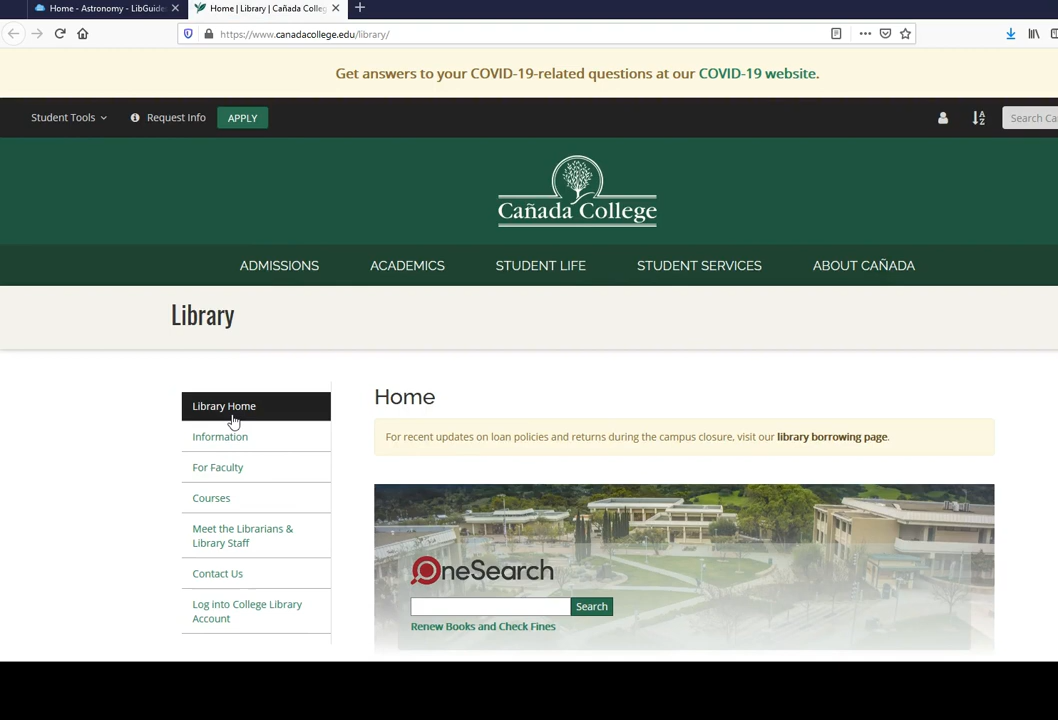 Home - Astronomy - LibGuide
Home | Library | Cañada Colleg
https://www.canadacollege.edu/library/
Get answers to your COVID-19-related questions at our COVID-19 website.
Student Tools
Request Info
APPLY
Search Ca
Cañada College
ADMISSIONS
ACADEMICS
STUDENT LIFE
STUDENT SERVICES
ABOUT CAÑADA
Library
Library Home
Information
For Faculty
Courses
Meet the Librarians &
Library Staff
Contact Us
Log into College Library
Account
Home
For recent updates on loan policies and returns during the campus closure, visit our library borrowing page.
OneSearch
Search
Renew Books and Check Fines